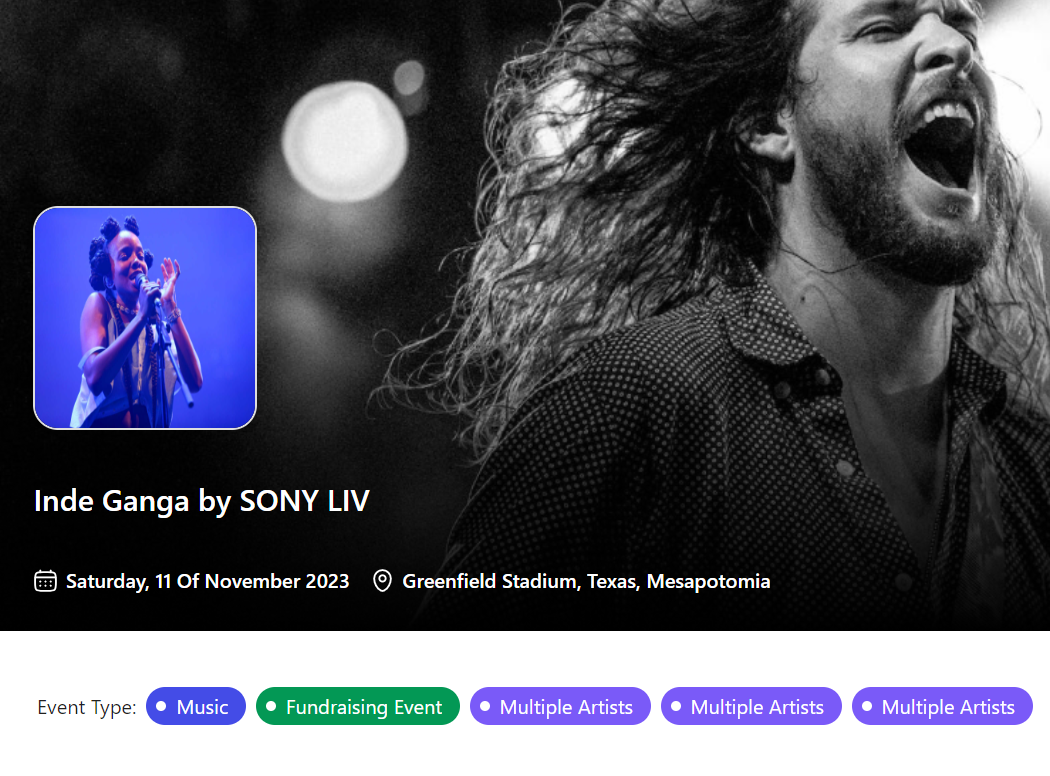 Inde Ganga by SONY LIV
Saturday, 11 Of November 2023 Greenfield Stadium, Texas, Mesapotomia
Event Type: Music Fundraising Event Multiple Artists Multiple Artists Multiple Artists